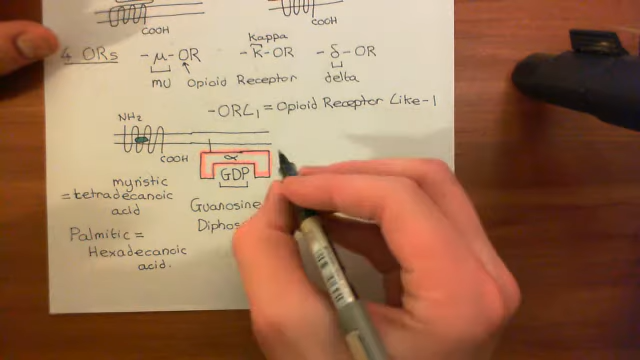 COOH
COOH
4 ORs - μ - OR - κ - OR - δ - OR
Kappa
mu Opioid Receptor delta
- ORL1 = Opioid Receptor Like-1
NH2
COOH
α
GDP
myristic
= tetradecanoic
acid
Guanosine
Palmitic =
Hexadecanoic
acid.